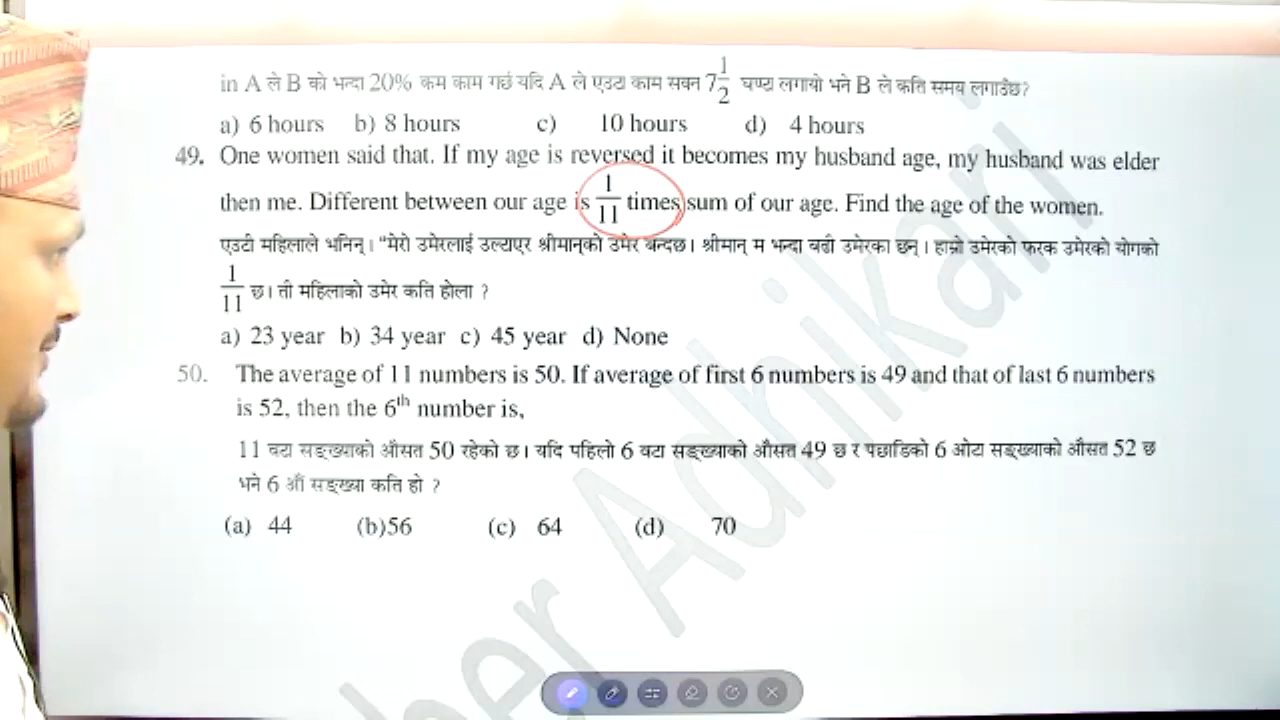 in A ले B को भन्दा 20% कम काम गर्छ यदि A ले एउटा काम सक्न 7 1/2 घण्टा लगायो भने B ले कति समय लगाउँछ?
a) 6 hours b) 8 hours c) 10 hours d) 4 hours
49. One women said that. If my age is reversed it becomes my husband age, my husband was elder
then me. Different between our age is 1/11 times sum of our age. Find the age of the women.
एउटी महिलाले भनिन्। "मेरो उमेरलाई उल्टाएर श्रीमान्को उमेर बन्दछ। श्रीमान् म भन्दा बढी उमेरका छन्। हाम्रो उमेरको फरक उमेरको योगको
1/11 छ। ती महिलाको उमेर कति होला ?
a) 23 year b) 34 year c) 45 year d) None
50. The average of 11 numbers is 50. If average of first 6 numbers is 49 and that of last 6 numbers
is 52, then the 6th number is,
11 वटा सङ्ख्याको औसत 50 रहेको छ। यदि पहिलो 6 वटा सङ्ख्याको औसत 49 छ र पछाडिको 6 ओटा सङ्ख्याको औसत 52 छ
भने 6 औं सङ्ख्या कति हो ?
(a) 44 (b)56 (c) 64 (d) 70
Adhikari